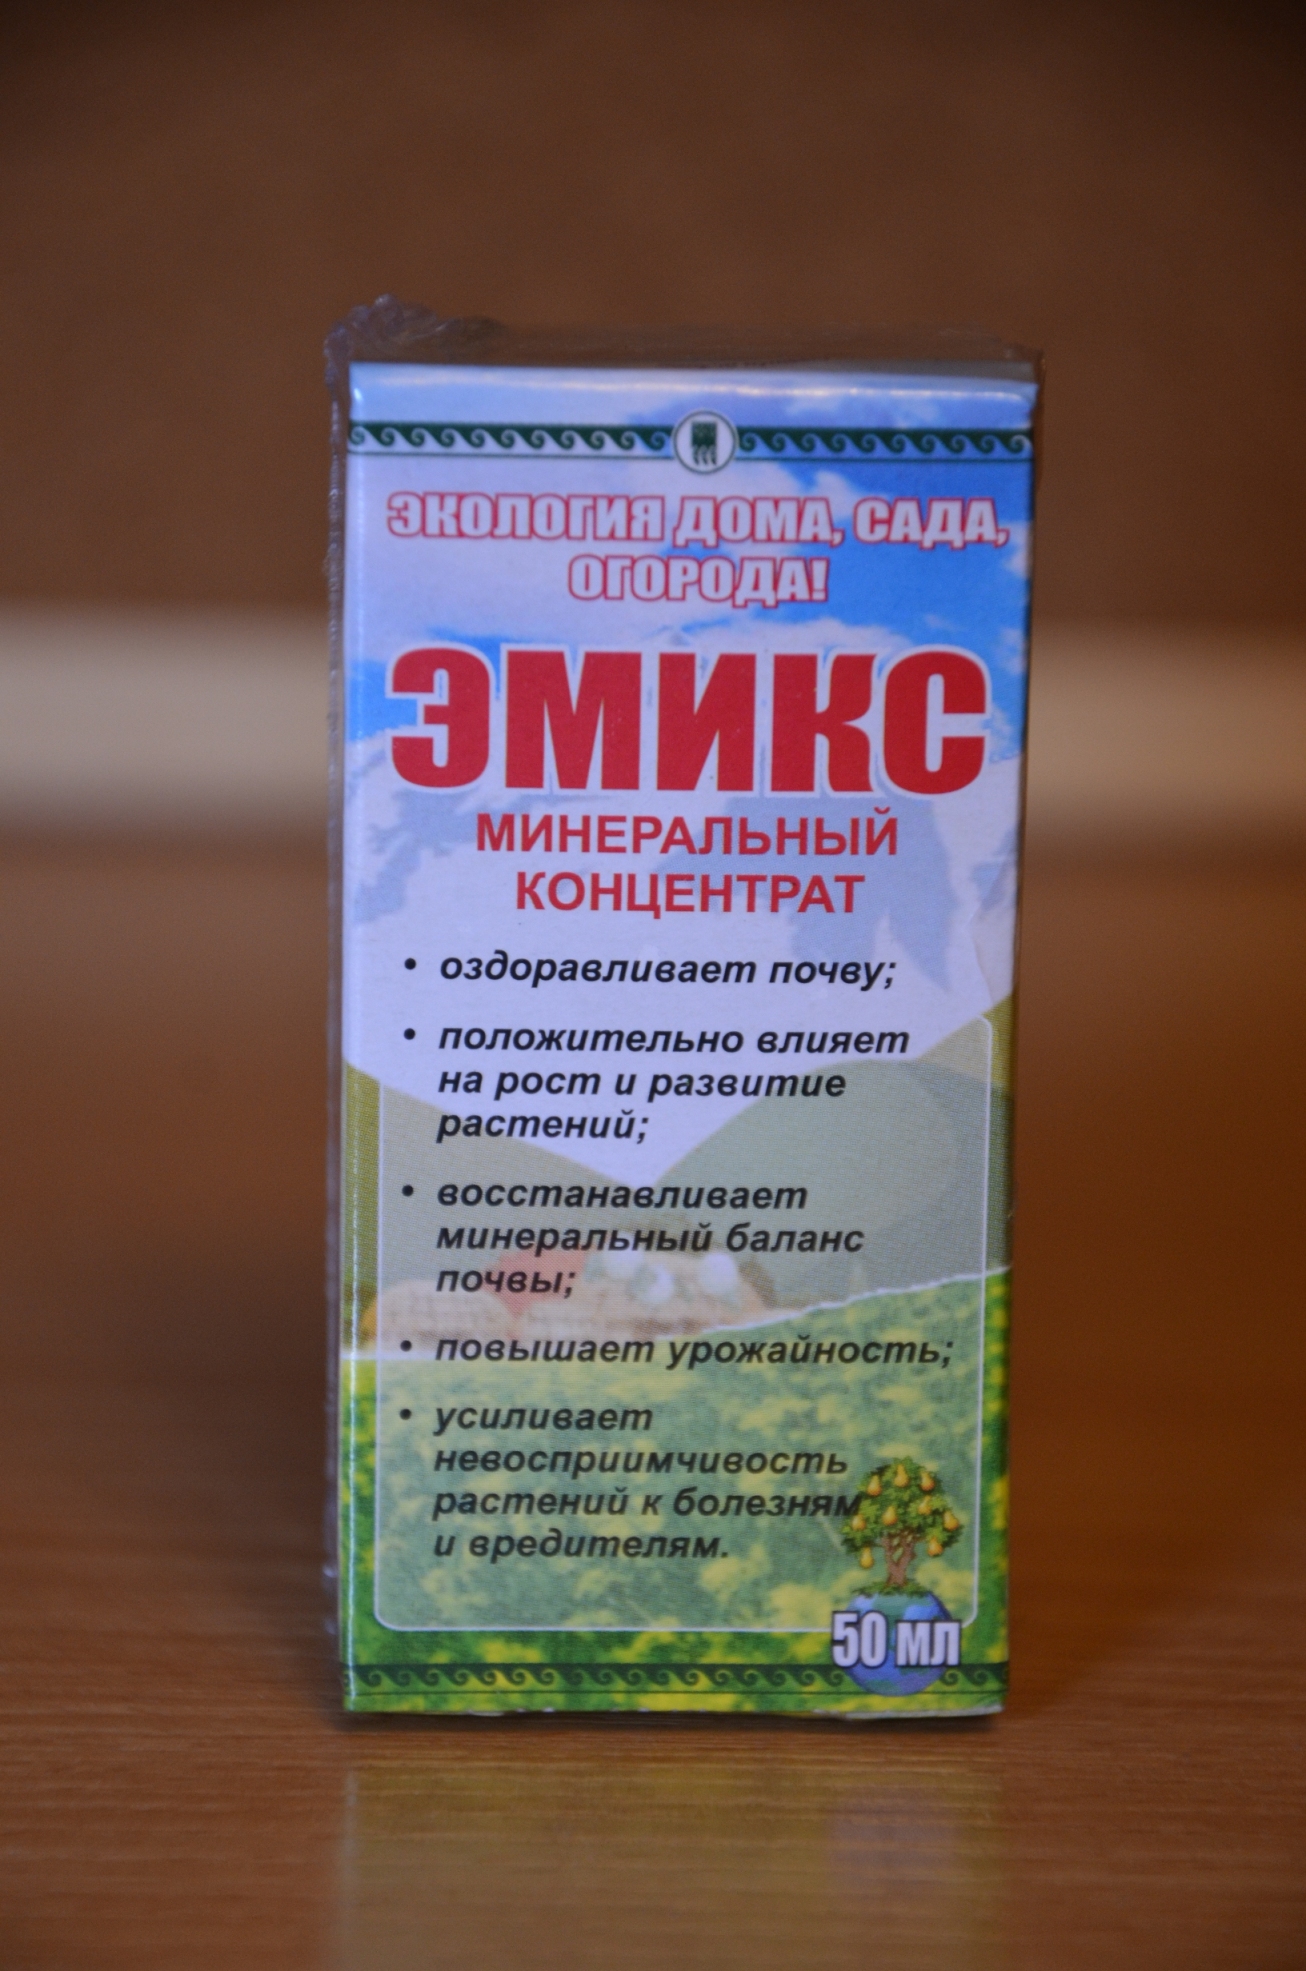 ЭКОЛОГИЯ ДОМА, САДА,
ОГОРОДА!
ЭМИКС
МИНЕРАЛЬНЫЙ
КОНЦЕНТРАТ
• оздоравливает почву;
• положительно влияет
на рост и развитие
растений;
• восстанавливает
минеральный баланс
почвы;
• повышает урожайность;
• усиливает
невосприимчивость
растений к болезням
и вредителям.
50 мл